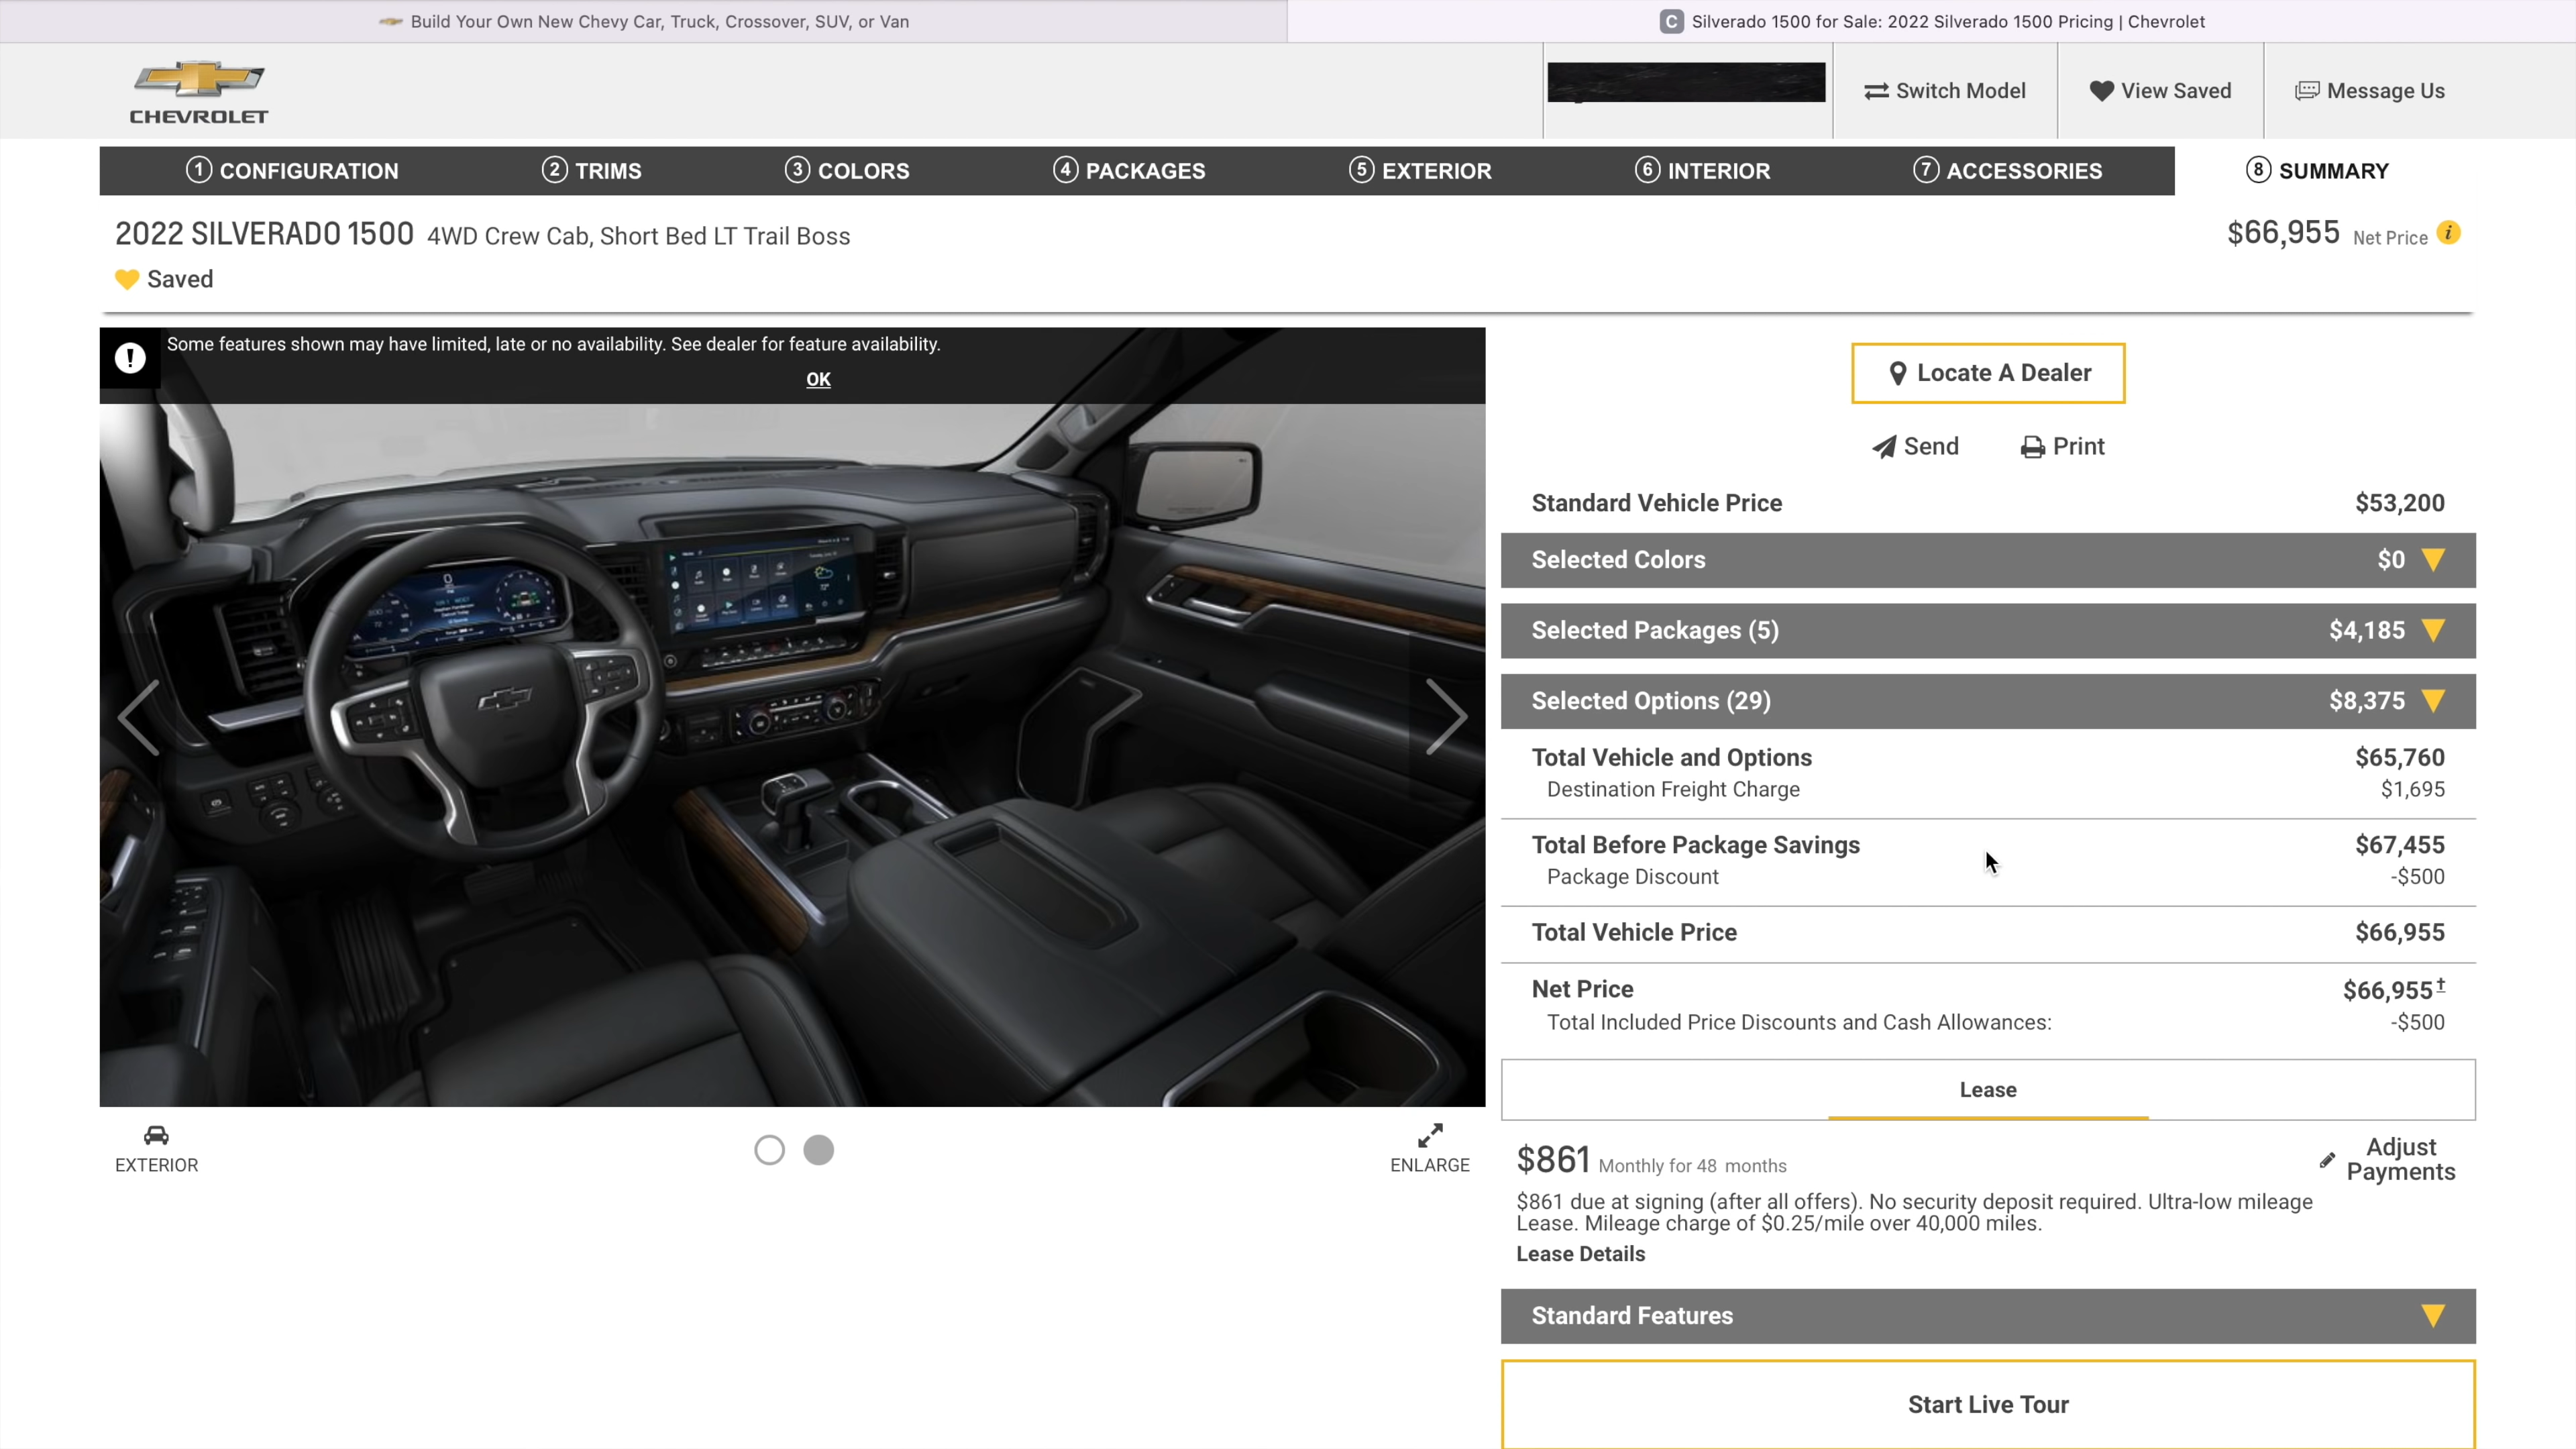 Build Your Own New Chevy Car, Truck, Crossover, SUV, or Van
C Silverado 1500 for Sale: 2022 Silverado 1500 Pricing | Chevrolet
CHEVROLET
Switch Model
View Saved
Message Us
1 CONFIGURATION
2 TRIMS
3 COLORS
4 PACKAGES
5 EXTERIOR
6 INTERIOR
7 ACCESSORIES
8 SUMMARY
2022 SILVERADO 1500 4WD Crew Cab, Short Bed LT Trail Boss
$66,955 Net Price i
Saved
! Some features shown may have limited, late or no availability. See dealer for feature availability.
OK
Locate A Dealer
Send
Print
Standard Vehicle Price $53,200
Selected Colors $0
Selected Packages (5) $4,185
Selected Options (29) $8,375
Total Vehicle and Options $65,760
Destination Freight Charge $1,695
Total Before Package Savings $67,455
Package Discount -$500
Total Vehicle Price $66,955
Net Price $66,955†
Total Included Price Discounts and Cash Allowances: -$500
Lease
EXTERIOR
ENLARGE
$861 Monthly for 48 months
Adjust
Payments
$861 due at signing (after all offers). No security deposit required. Ultra-low mileage
Lease. Mileage charge of $0.25/mile over 40,000 miles.
Lease Details
Standard Features
Start Live Tour